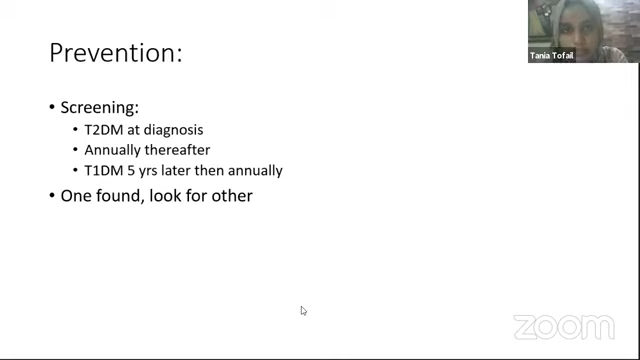 Prevention:
• Screening:
• T2DM at diagnosis
• Annually thereafter
• T1DM 5 yrs later then annually
• One found, look for other
Tania Tofail
zoom